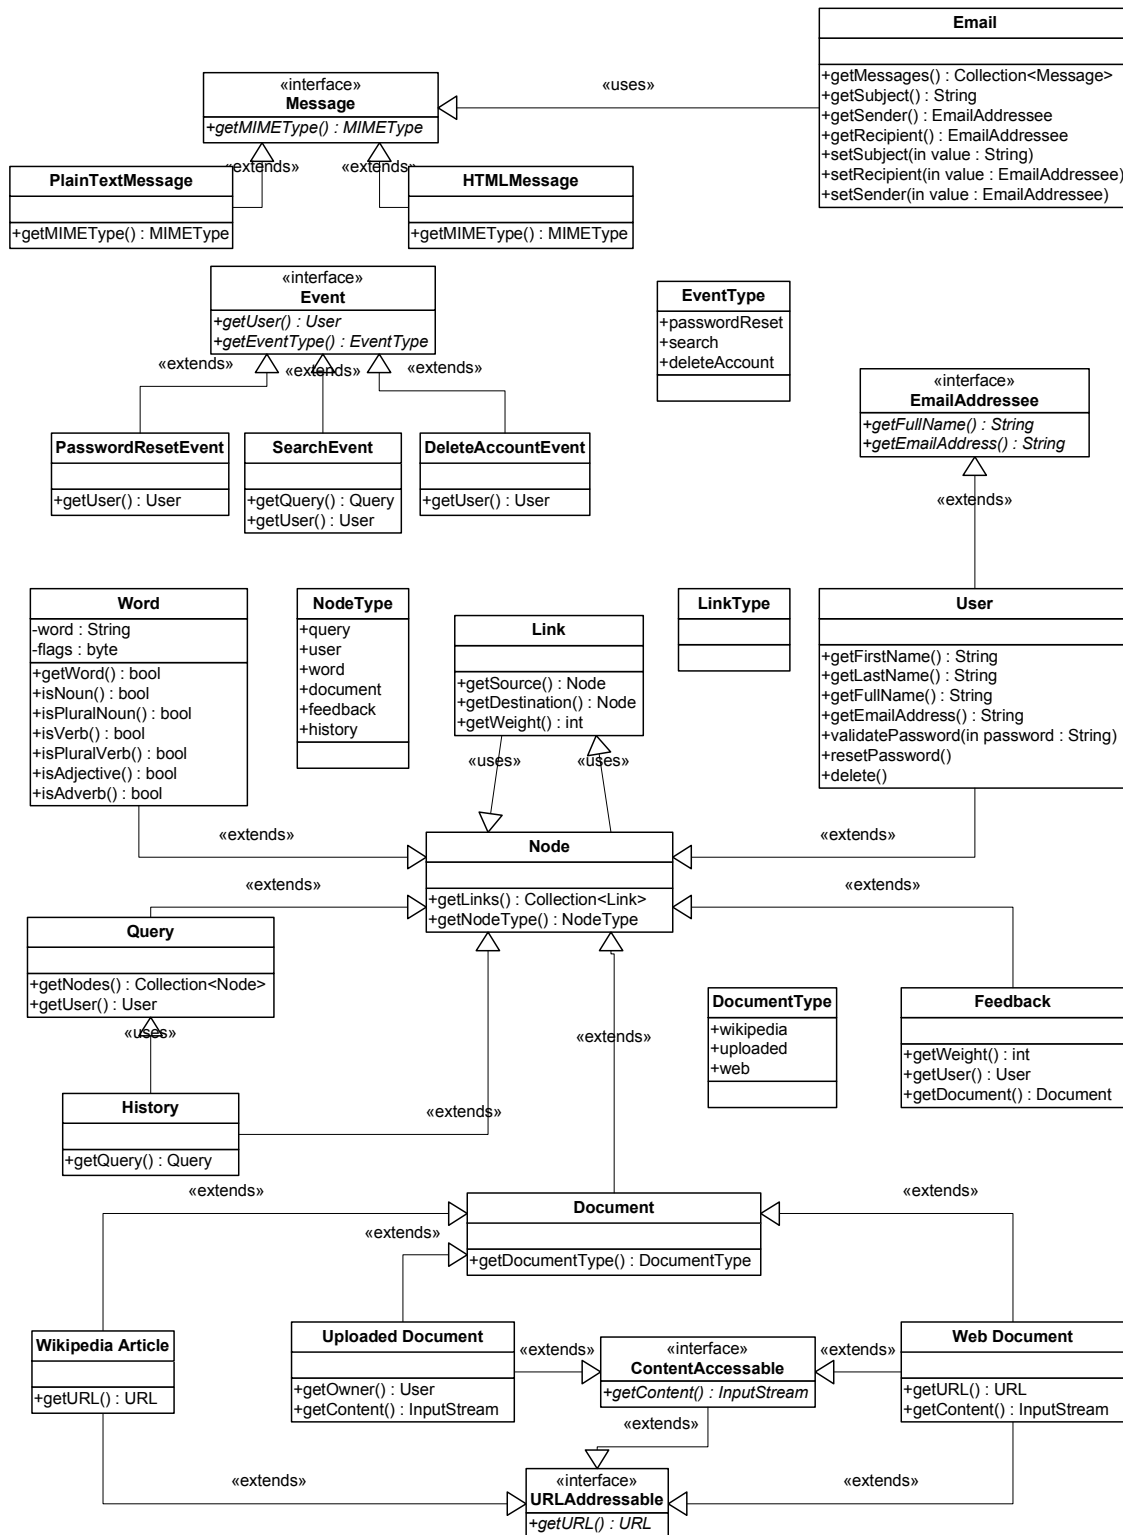 Email
+getMessages() : Collection<Message>
+getSubject() : String
+getSender() : EmailAddressee
+getRecipient() : EmailAddressee
+setSubject(in value : String)
+setRecipient(in value : EmailAddressee)
+setSender(in value : EmailAddressee)
«uses»
«interface»
Message
+getMIMEType() : MIMEType
«extends»
«extends»
PlainTextMessage
+getMIMEType() : MIMEType
HTMLMessage
+getMIMEType() : MIMEType
«interface»
Event
+getUser() : User
+getEventType() : EventType
«extends»
«extends»
«extends»
EventType
+passwordReset
+search
+deleteAccount
«interface»
EmailAddressee
+getFullName() : String
+getEmailAddress() : String
«extends»
PasswordResetEvent
+getUser() : User
SearchEvent
+getQuery() : Query
+getUser() : User
DeleteAccountEvent
+getUser() : User
Word
-word : String
-flags : byte
+getWord() : bool
+isNoun() : bool
+isPluralNoun() : bool
+isVerb() : bool
+isPluralVerb() : bool
+isAdjective() : bool
+isAdverb() : bool
NodeType
+query
+user
+word
+document
+feedback
+history
Link
+getSource() : Node
+getDestination() : Node
+getWeight() : int
LinkType
User
+getFirstName() : String
+getLastName() : String
+getFullName() : String
+getEmailAddress() : String
+validatePassword(in password : String)
+resetPassword()
+delete()
«uses»
«uses»
«extends»
«extends»
Node
+getLinks() : Collection<Link>
+getNodeType() : NodeType
«extends»
«extends»
Query
+getNodes() : Collection<Node>
+getUser() : User
«uses»
«extends»
DocumentType
+wikipedia
+uploaded
+web
Feedback
+getWeight() : int
+getUser() : User
+getDocument() : Document
History
+getQuery() : Query
«extends»
«extends»
«extends»
«extends»
Document
+getDocumentType() : DocumentType
Wikipedia Article
+getURL() : URL
Uploaded Document
+getOwner() : User
+getContent() : InputStream
«extends»
«interface»
ContentAccessable
+getContent() : InputStream
«extends»
Web Document
+getURL() : URL
+getContent() : InputStream
«extends»
«extends»
«extends»
«interface»
URLAddressable
+getURL() : URL